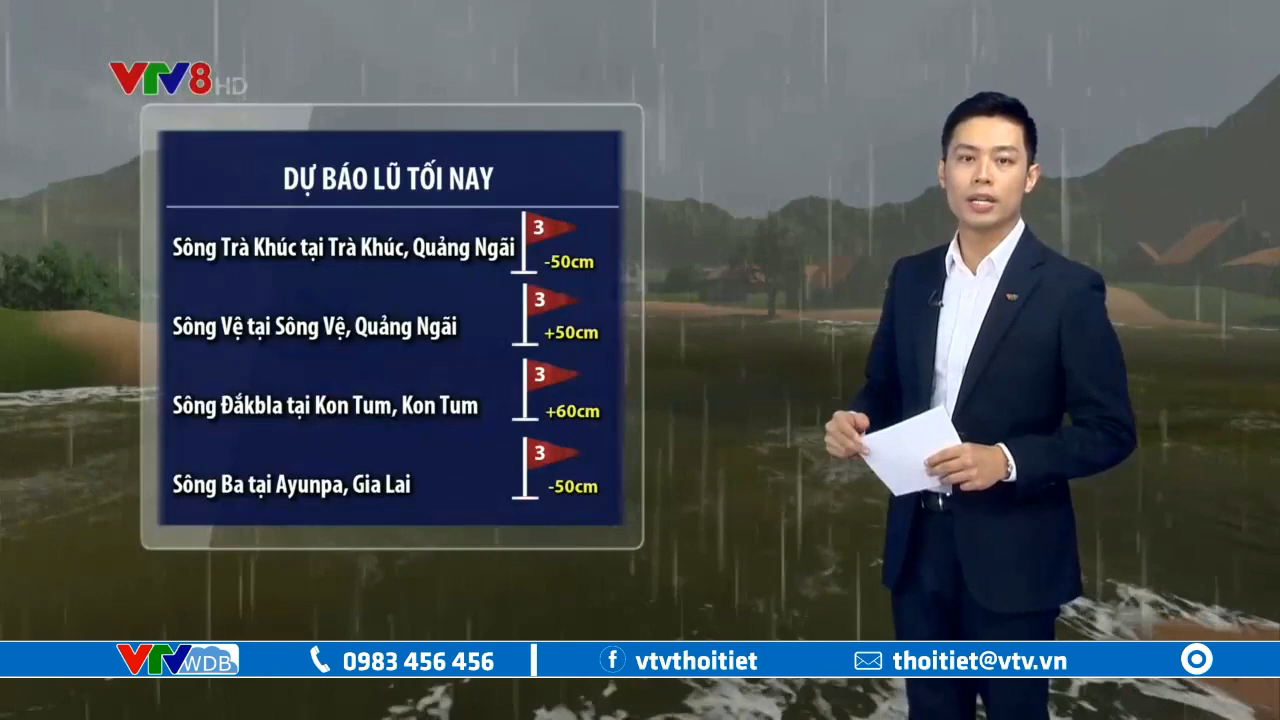 VTV8 HD
DỰ BÁO LŨ TỐI NAY
Sông Trà Khúc tại Trà Khúc, Quảng Ngãi 3 -50cm
Sông Vệ tại Sông Vệ, Quảng Ngãi 3 +50cm
Sông Đắkbla tại Kon Tum, Kon Tum 3 +60cm
Sông Ba tại Ayunpa, Gia Lai 3 -50cm
VTV WDB 0983 456 456 f vtvthoitiet thoitiet@vtv.vn